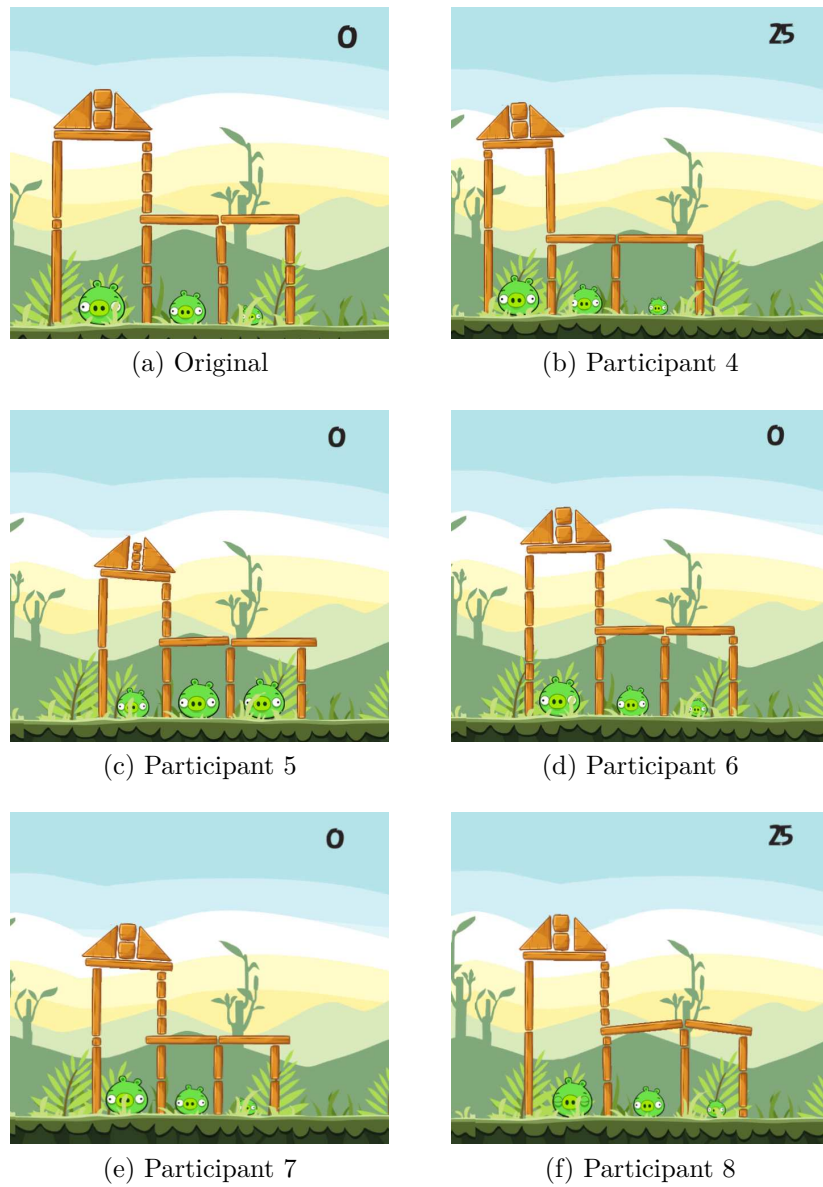 0
25
(a) Original
(b) Participant 4
0
0
(c) Participant 5
(d) Participant 6
0
25
(e) Participant 7
(f) Participant 8